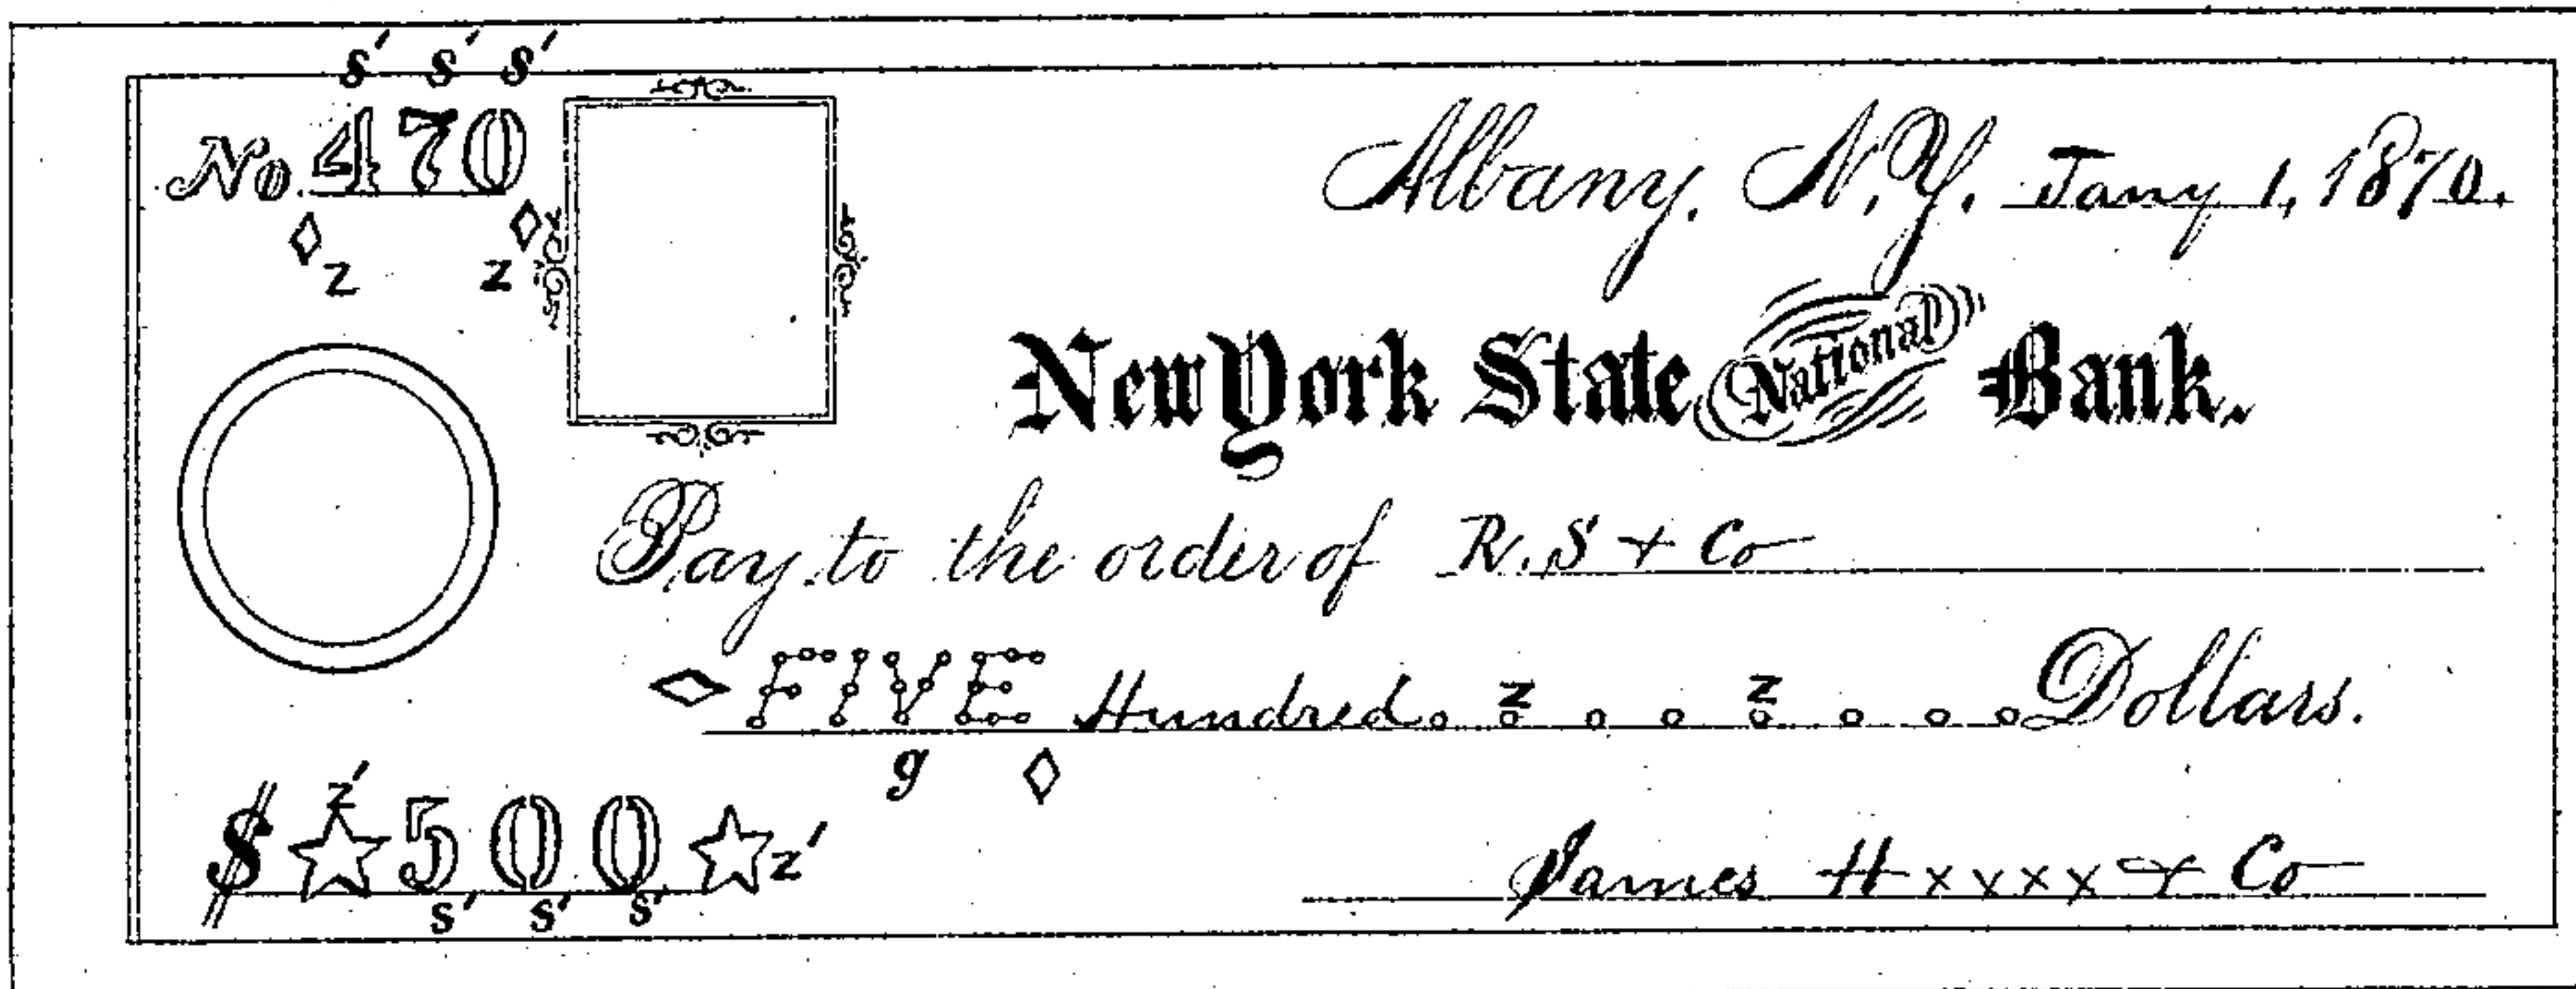 s' s' s'
No. 470
z z
Albany, N.Y. Jany 1, 1870.
New York State National Bank.
Pay to the order of R. S + Co
FIVE Hundred. z z Dollars.
g
$ z' 500 z'
s' s' s'
James H x x x x + Co